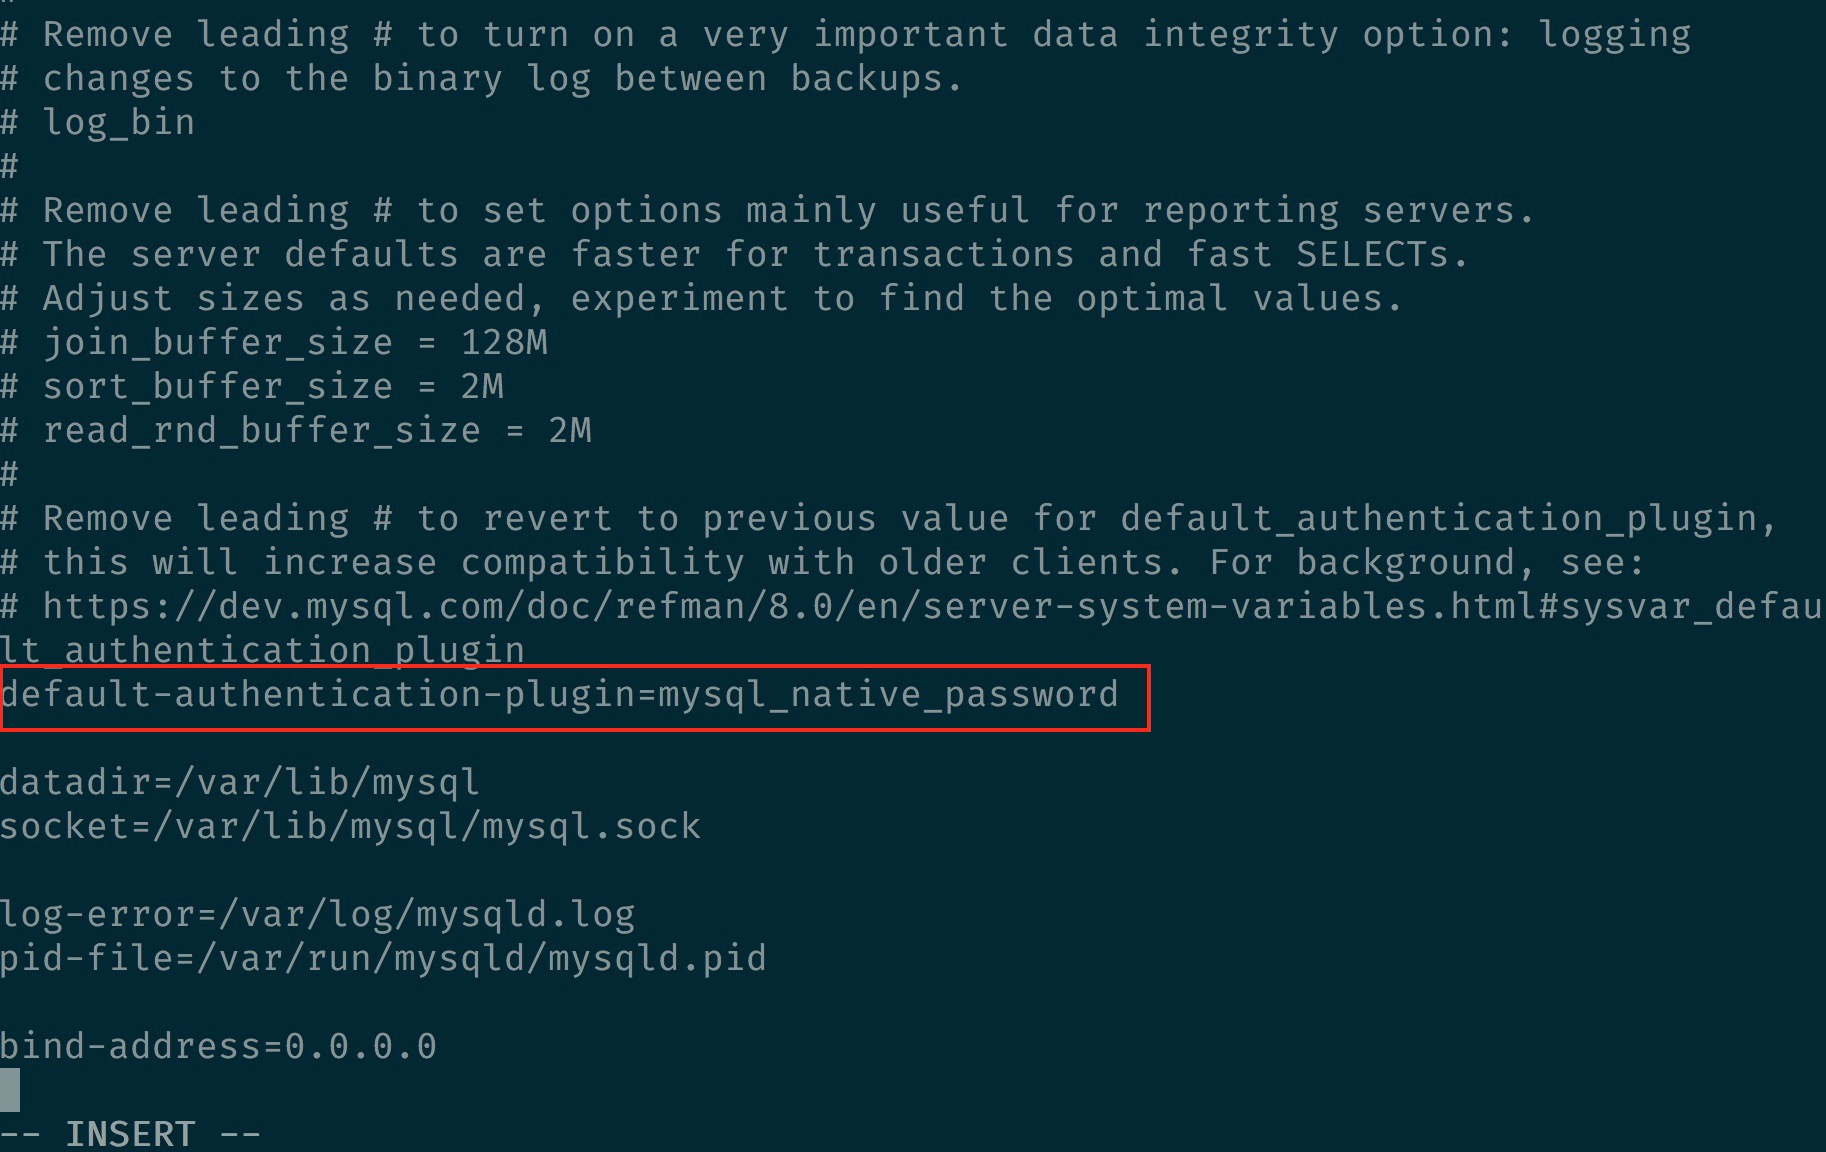 #
# Remove leading # to turn on a very important data integrity option: logging
# changes to the binary log between backups.
# log_bin
#
# Remove leading # to set options mainly useful for reporting servers.
# The server defaults are faster for transactions and fast SELECTs.
# Adjust sizes as needed, experiment to find the optimal values.
# join_buffer_size = 128M
# sort_buffer_size = 2M
# read_rnd_buffer_size = 2M
#
# Remove leading # to revert to previous value for default_authentication_plugin,
# this will increase compatibility with older clients. For background, see:
# https://dev.mysql.com/doc/refman/8.0/en/server-system-variables.html#sysvar_defau
lt_authentication_plugin
default-authentication-plugin=mysql_native_password
datadir=/var/lib/mysql
socket=/var/lib/mysql/mysql.sock
log-error=/var/log/mysqld.log
pid-file=/var/run/mysqld/mysqld.pid
bind-address=0.0.0.0
-- INSERT --